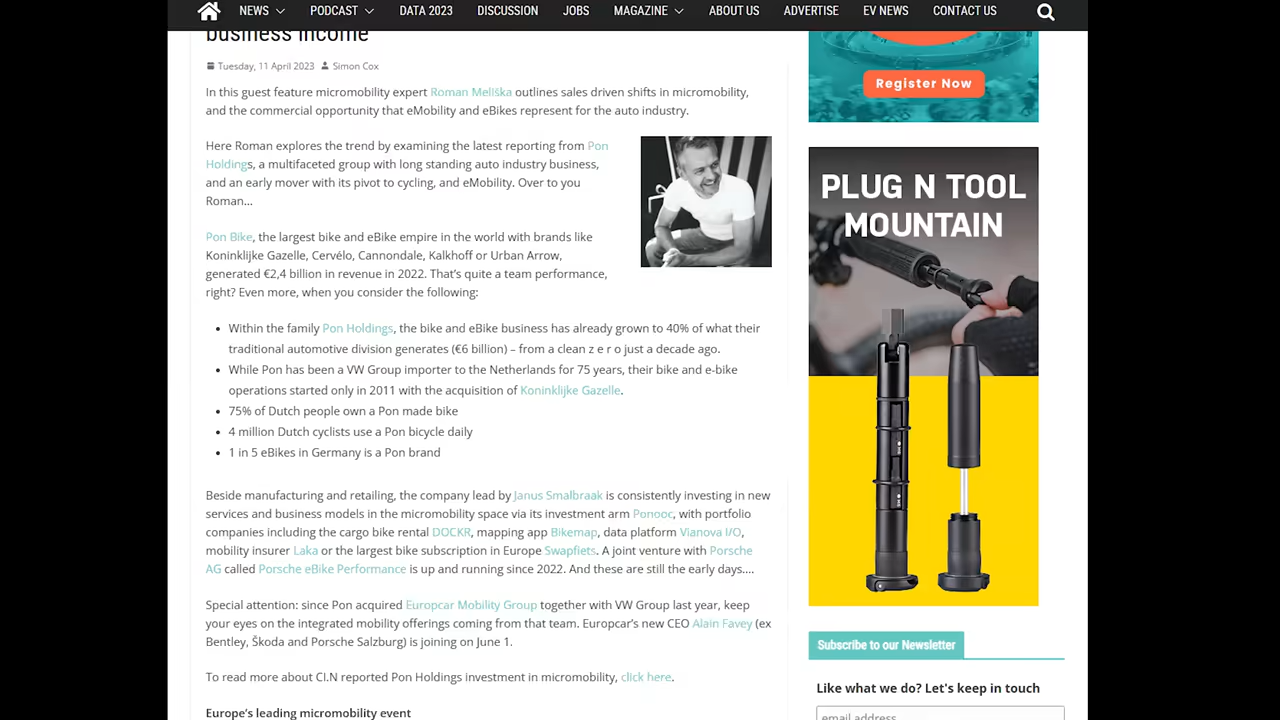 NEWS
PODCAST
DATA 2023
DISCUSSION
JOBS
MAGAZINE
ABOUT US
ADVERTISE
EV NEWS
CONTACT US
business income
Tuesday, 11 April 2023 Simon Cox
In this guest feature micromobility expert Roman Meliška outlines sales driven shifts in micromobility,
and the commercial opportunity that eMobility and eBikes represent for the auto industry.
Here Roman explores the trend by examining the latest reporting from Pon
Holdings, a multifaceted group with long standing auto industry business,
and an early mover with its pivot to cycling, and eMobility. Over to you
Roman...
Pon Bike, the largest bike and eBike empire in the world with brands like
Koninklijke Gazelle, Cervélo, Cannondale, Kalkhoff or Urban Arrow,
generated €2,4 billion in revenue in 2022. That's quite a team performance,
right? Even more, when you consider the following:
• Within the family Pon Holdings, the bike and eBike business has already grown to 40% of what their
traditional automotive division generates (€6 billion) – from a clean z e r o just a decade ago.
• While Pon has been a VW Group importer to the Netherlands for 75 years, their bike and e-bike
operations started only in 2011 with the acquisition of Koninklijke Gazelle.
• 75% of Dutch people own a Pon made bike
• 4 million Dutch cyclists use a Pon bicycle daily
• 1 in 5 eBikes in Germany is a Pon brand
Beside manufacturing and retailing, the company lead by Janus Smalbraak is consistently investing in new
services and business models in the micromobility space via its investment arm Ponooc, with portfolio
companies including the cargo bike rental DOCKR, mapping app Bikemap, data platform Vianova I/O,
mobility insurer Laka or the largest bike subscription in Europe Swapfiets. A joint venture with Porsche
AG called Porsche eBike Performance is up and running since 2022. And these are still the early days....
Special attention: since Pon acquired Europcar Mobility Group together with VW Group last year, keep
your eyes on the integrated mobility offerings coming from that team. Europcar's new CEO Alain Favey (ex
Bentley, Škoda and Porsche Salzburg) is joining on June 1.
To read more about CI.N reported Pon Holdings investment in micromobility, click here.
Europe's leading micromobility event
Register Now
PLUG N TOOL
MOUNTAIN
Subscribe to our Newsletter
Like what we do? Let's keep in touch
email address